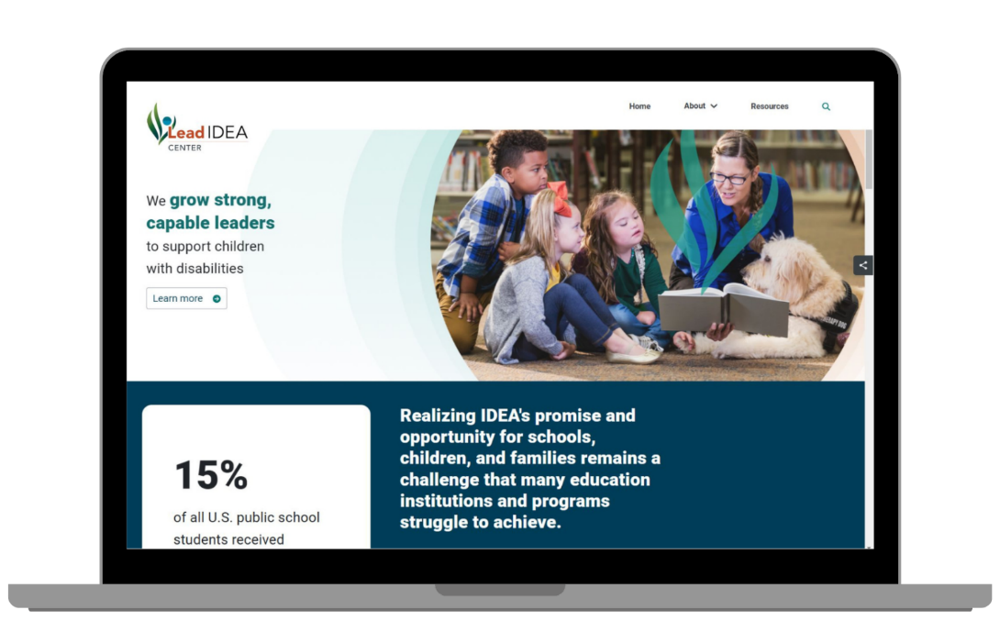 Home
About
Resources
Lead IDEA
CENTER
We grow strong,
capable leaders
to support children
with disabilities
Learn more
THERAPY DOG
15%
of all U.S. public school
students received
Realizing IDEA's promise and
opportunity for schools,
children, and families remains a
challenge that many education
institutions and programs
struggle to achieve.